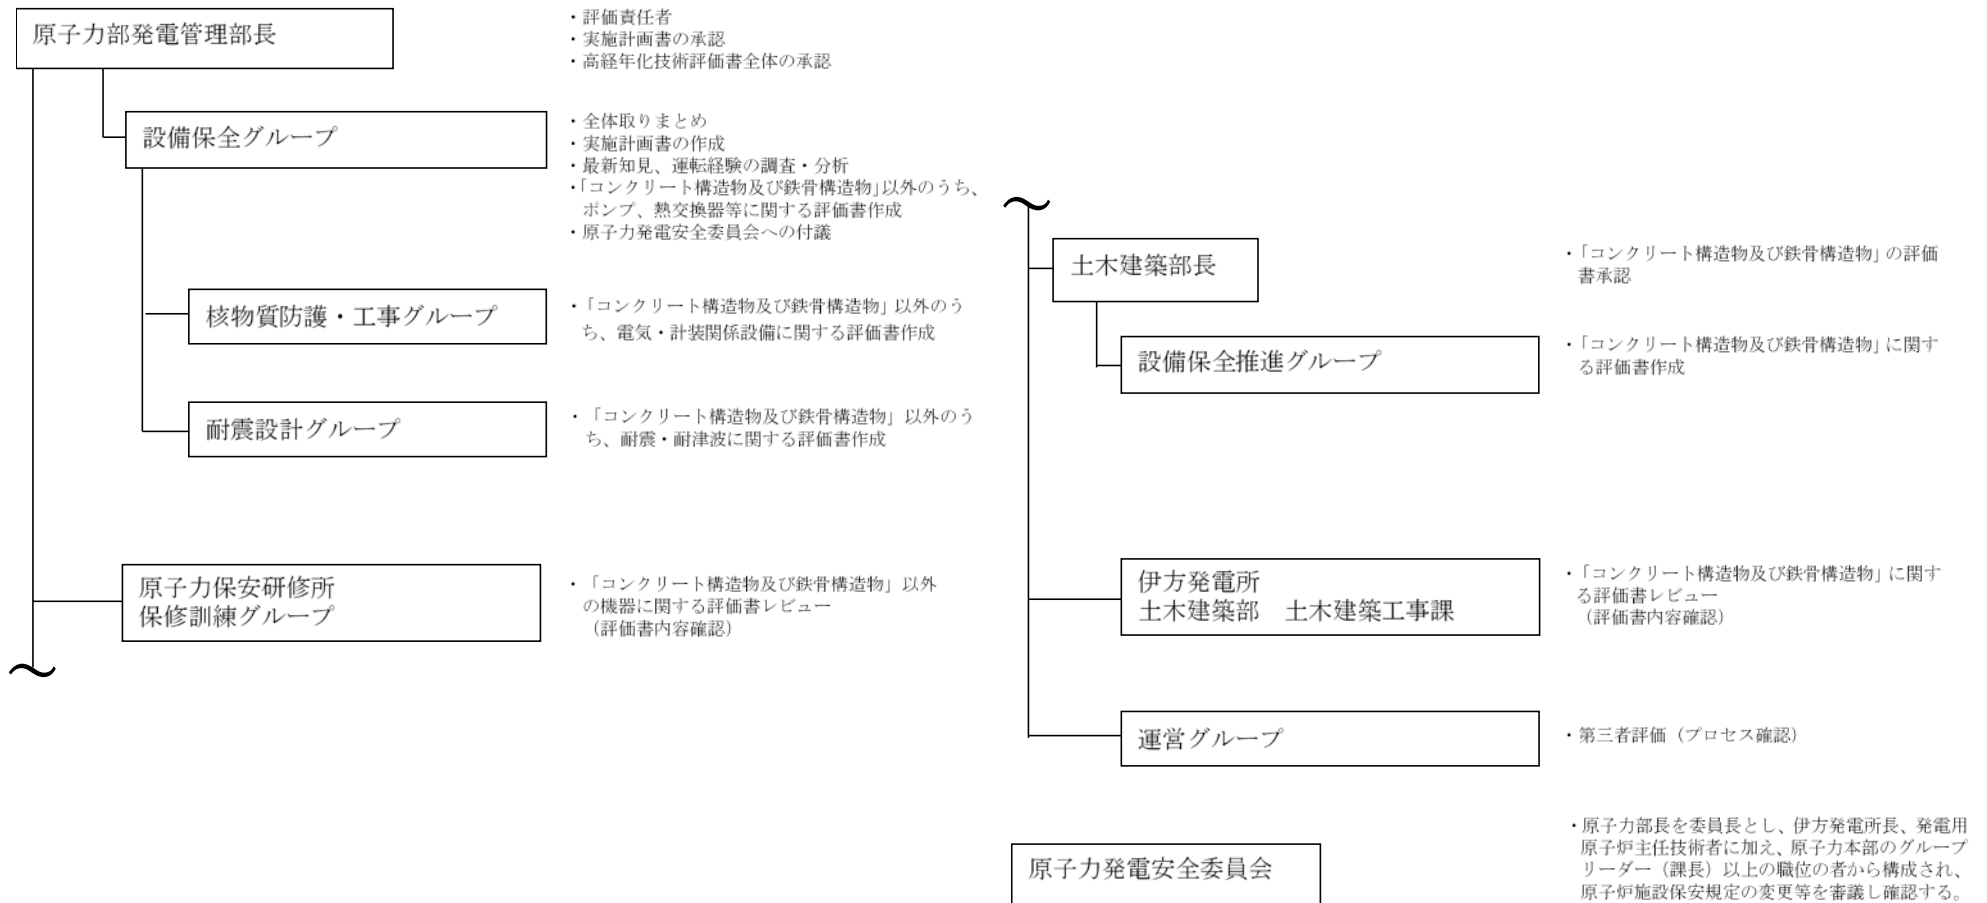 原子力部発電管理部長
・評価責任者
・実施計画書の承認
・高経年化技術評価書全体の承認
設備保全グループ
・全体取りまとめ
・実施計画書の作成
・最新知見、運転経験の調査・分析
・「コンクリート構造物及び鉄骨構造物」以外のうち、
ポンプ、熱交換器等に関する評価書作成
・原子力発電安全委員会への付議
核物質防護・工事グループ
・「コンクリート構造物及び鉄骨構造物」以外のう
ち、電気・計装関係設備に関する評価書作成
耐震設計グループ
・「コンクリート構造物及び鉄骨構造物」以外のう
ち、耐震・耐津波に関する評価書作成
原子力保安研修所
保修訓練グループ
・「コンクリート構造物及び鉄骨構造物」以外
の機器に関する評価書レビュー
（評価書内容確認）
土木建築部長
・「コンクリート構造物及び鉄骨構造物」の評価
書承認
設備保全推進グループ
・「コンクリート構造物及び鉄骨構造物」に関す
る評価書作成
伊方発電所
土木建築部　土木建築工事課
・「コンクリート構造物及び鉄骨構造物」に関す
る評価書レビュー
（評価書内容確認）
運営グループ
・第三者評価（プロセス確認）
原子力発電安全委員会
・原子力部長を委員長とし、伊方発電所長、発電用
原子炉主任技術者に加え、原子力本部のグループ
リーダー（課長）以上の職位の者から構成され、
原子炉施設保安規定の変更等を審議し確認する。